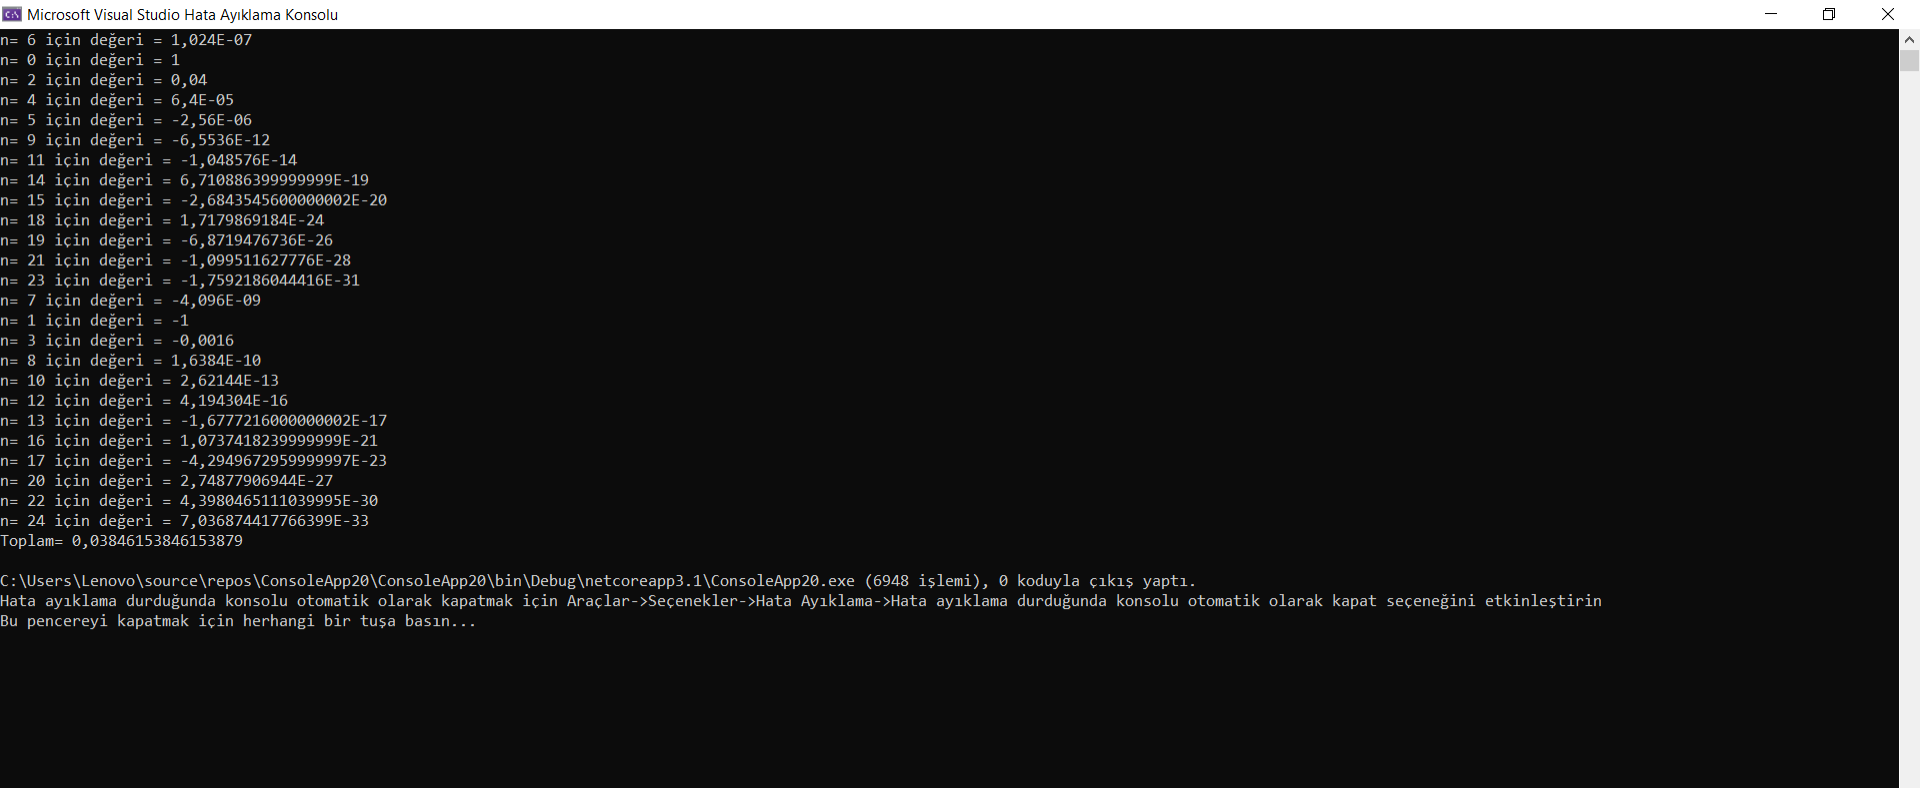 Microsoft Visual Studio Hata Ayıklama Konsolu
n= 6 için değeri = 1,024E-07
n= 0 için değeri = 1
n= 2 için değeri = 0,04
n= 4 için değeri = 6,4E-05
n= 5 için değeri = -2,56E-06
n= 9 için değeri = -6,5536E-12
n= 11 için değeri = -1,048576E-14
n= 14 için değeri = 6,710886399999999E-19
n= 15 için değeri = -2,6843545600000002E-20
n= 18 için değeri = 1,7179869184E-24
n= 19 için değeri = -6,8719476736E-26
n= 21 için değeri = -1,099511627776E-28
n= 23 için değeri = -1,7592186044416E-31
n= 7 için değeri = -4,096E-09
n= 1 için değeri = -1
n= 3 için değeri = -0,0016
n= 8 için değeri = 1,6384E-10
n= 10 için değeri = 2,62144E-13
n= 12 için değeri = 4,194304E-16
n= 13 için değeri = -1,6777216000000002E-17
n= 16 için değeri = 1,0737418239999999E-21
n= 17 için değeri = -4,2949672959999997E-23
n= 20 için değeri = 2,74877906944E-27
n= 22 için değeri = 4,3980465111039995E-30
n= 24 için değeri = 7,036874417766399E-33
Toplam= 0,03846153846153879
C:\Users\Lenovo\source\repos\ConsoleApp20\ConsoleApp20\bin\Debug\netcoreapp3.1\ConsoleApp20.exe (6948 işlemi), 0 koduyla çıkış yaptı.
Hata ayıklama durduğunda konsolu otomatik olarak kapatmak için Araçlar->Seçenekler->Hata Ayıklama->Hata ayıklama durduğunda konsolu otomatik olarak kapat seçeneğini etkinleştirin
Bu pencereyi kapatmak için herhangi bir tuşa basın...